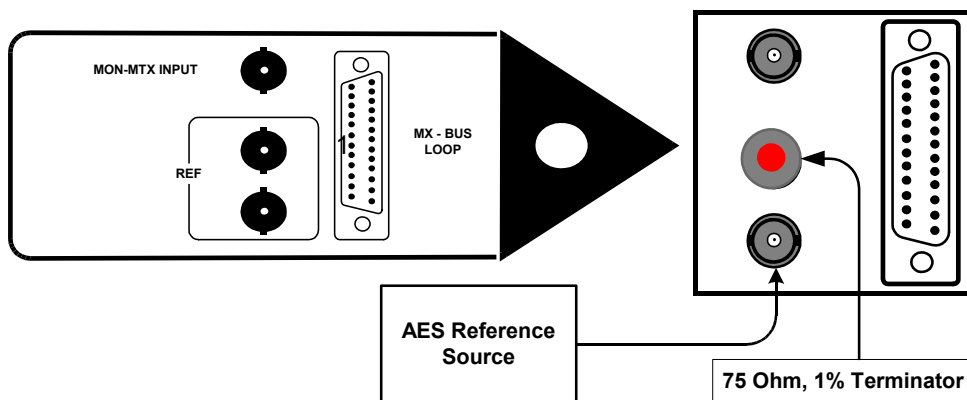 MON-MTX INPUT
1
MX - BUS
LOOP
REF
AES Reference
Source
75 Ohm, 1% Terminator